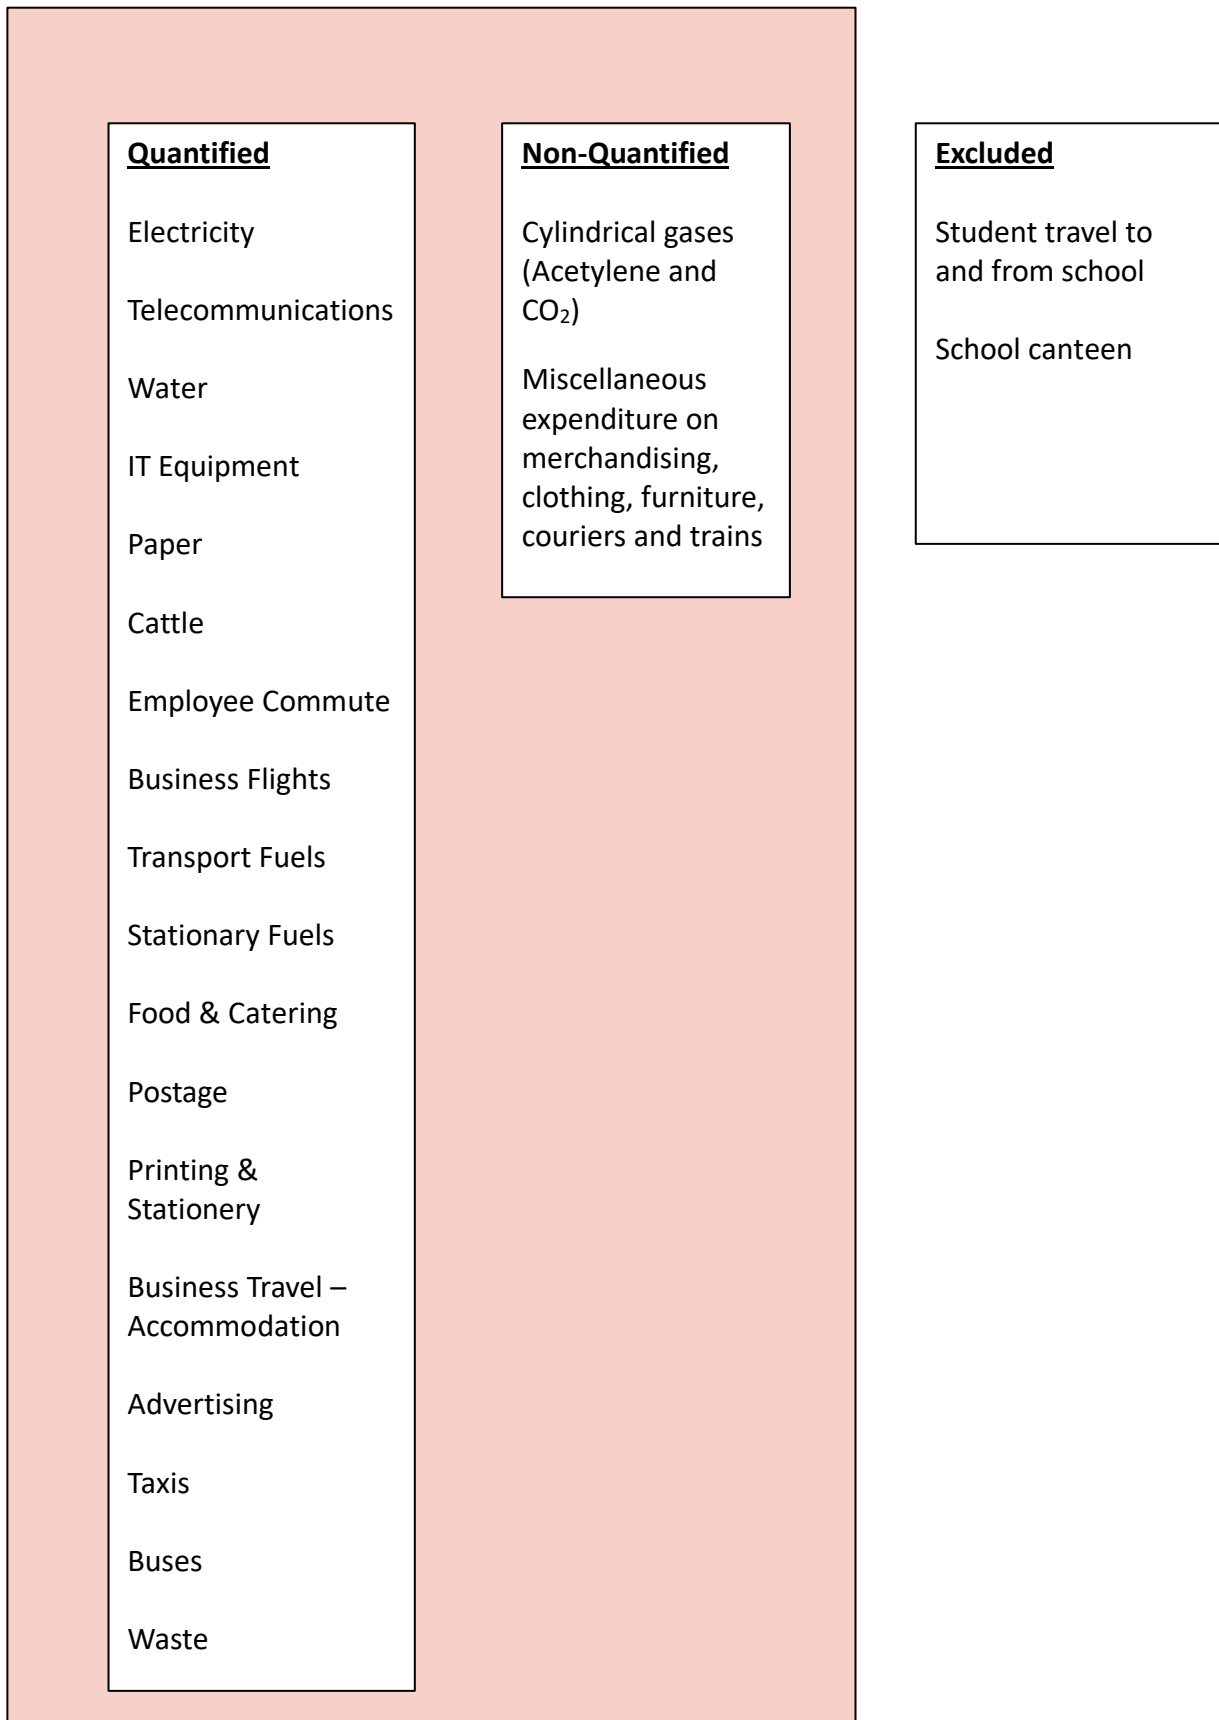 Quantified
Electricity
Telecommunications
Water
IT Equipment
Paper
Cattle
Employee Commute
Business Flights
Transport Fuels
Stationary Fuels
Food & Catering
Postage
Printing &
Stationery
Business Travel –
Accommodation
Advertising
Taxis
Buses
Waste
Non-Quantified
Cylindrical gases
(Acetylene and
CO₂)
Miscellaneous
expenditure on
merchandising,
clothing, furniture,
couriers and trains
Excluded
Student travel to
and from school
School canteen